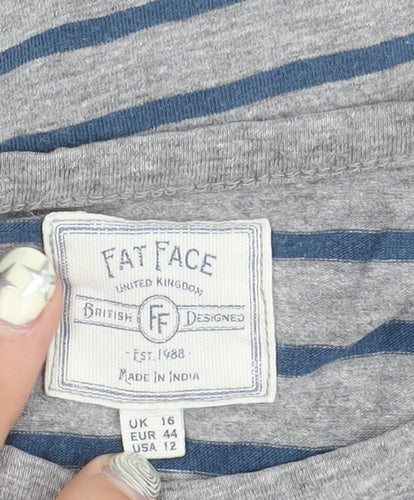 FAT FACE
UNITED KINGDOM
BRITISH FF DESIGNED
- EST. 1988 -
MADE IN INDIA
UK 16
EUR 44
USA 12